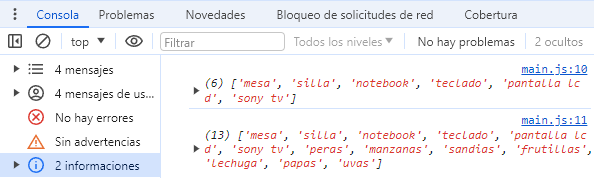 Consola Problemas Novedades Bloqueo de solicitudes de red Cobertura
top Filtrar Todos los niveles No hay problemas 2 ocultos
4 mensajes
4 mensajes de us...
No hay errores
Sin advertencias
2 informaciones
main.js:10
(6) ['mesa', 'silla', 'notebook', 'teclado', 'pantalla lc
d', 'sony tv']
main.js:11
(13) ['mesa', 'silla', 'notebook', 'teclado', 'pantalla lc
d', 'sony tv', 'peras', 'manzanas', 'sandias', 'frutillas',
'lechuga', 'papas', 'uvas']